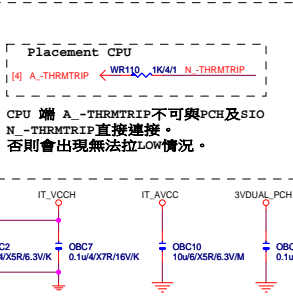 Placement CPU
[4] A_-THRMTRIP WR110 1K/4/1 N_-THRMTRIP
CPU 端 A_-THRMTRIP不可與PCH及SIO
N_-THRMTRIP直接連接。
否則會出現無法拉LOW情況。
IT_VCCH IT_AVCC 3VDUAL_PCH
C2 OBC7 OBC10 OBC
/X5R/6.3V/K 0.1u/4/X7R/16V/K 10u/6/X5R/6.3V/M 0.1u